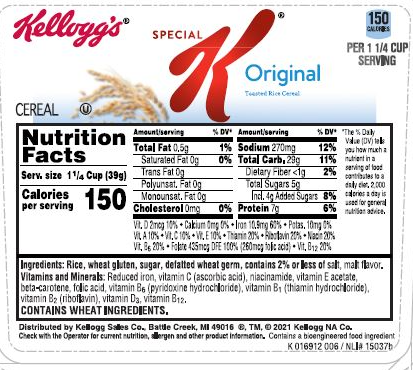 Kellogg's®
SPECIAL
K®
Original
Toasted Rice Cereal
CEREAL U
150
CALORIES
PER 1 1/4 CUP
SERVING
Nutrition
Facts
Serv. size 1 1/4 Cup (39g)
Calories
per serving 150
Amount/serving % DV*
Total Fat 0,5g 1%
Saturated Fat 0g 0%
Trans Fat 0g
Polyunsat. Fat 0g
Monounsat. Fat 0g
Cholesterol 0mg 0%
Amount/serving % DV*
Sodium 270mg 12%
Total Carb, 29g 11%
Dietary Fiber <1g 2%
Total Sugars 5g
Incl. 4g Added Sugars 8%
Protein 7g 6%
Vit, D 2mcg 10% • Calcium 0mg 0% • Iron 10.9mg 60% • Potas, 10mg 0%
Vit, A 10% • Vit, C 10% • Vit, E 10% • Thiamin 20% • Riboflavin 20% • Niacin 20%
Vit, B6 20% • Folate 435mcg DFE 100% (260mcg folic acid) • Vit, B12 20%
*The % Daily
Value (DV) tells
you how much a
nutrient in a
serving of food
contributes to a
daily diet, 2,000
calories a day is
used for general
nutrition advice.
Ingredients: Rice, wheat gluten, sugar, defatted wheat germ, contains 2% or less of salt, malt flavor.
Vitamins and Minerals: Reduced iron, vitamin C (ascorbic acid), niacinamide, vitamin E acetate,
beta-carotene, folic acid, vitamin B6 (pyridoxine hydrochloride), vitamin B1 (thiamin hydrochloride),
vitamin B2 (riboflavin), vitamin D3, vitamin B12.
CONTAINS WHEAT INGREDIENTS.
Distributed by Kellogg Sales Co., Battle Creek, MI 49016 ®, TM, © 2021 Kellogg NA Co.
Check with the Operator for current nutrition, allergen and other product information. Contains a bioengineered food ingredient
K 016912 006 / NLI# 15037b